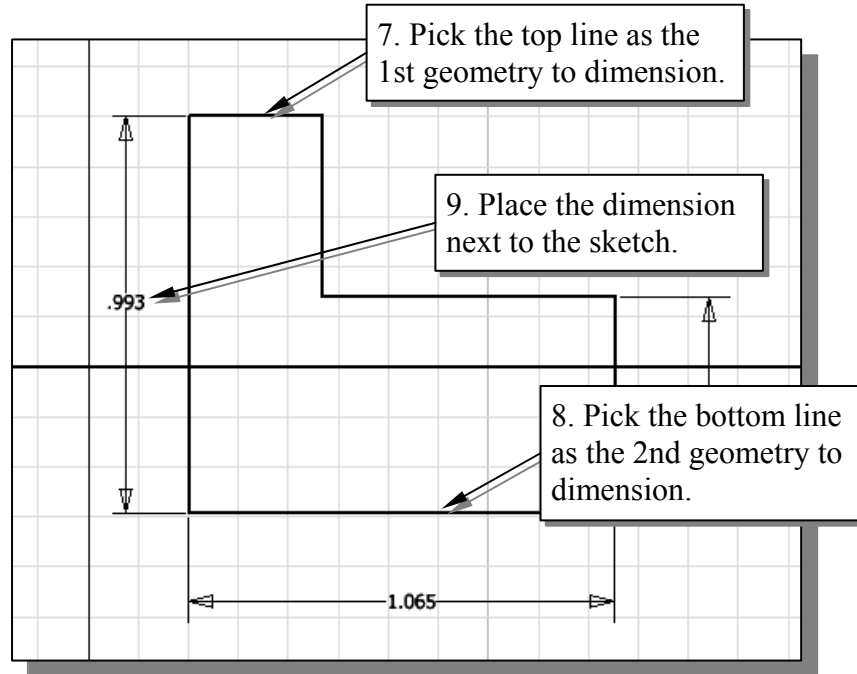 7. Pick the top line as the
1st geometry to dimension.
9. Place the dimension
next to the sketch.
.993
8. Pick the bottom line
as the 2nd geometry to
dimension.
1.065